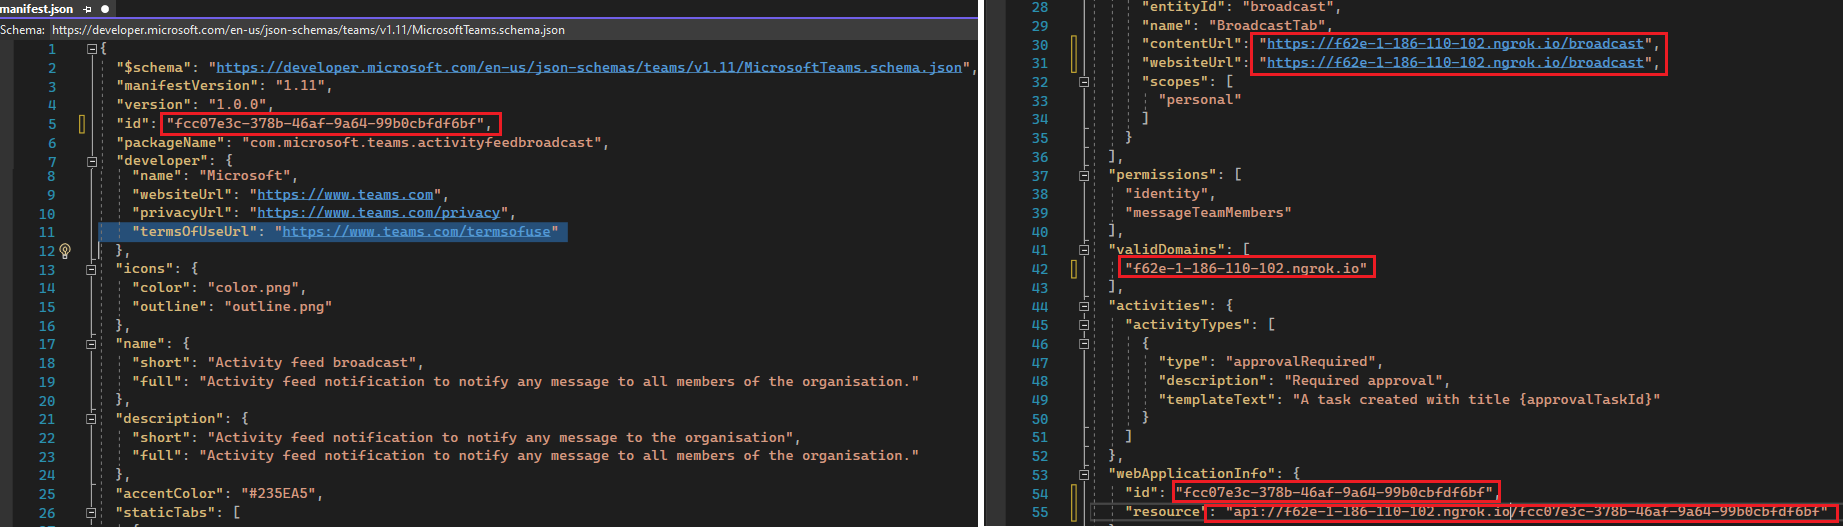 manifest.json
Schema: https://developer.microsoft.com/en-us/json-schemas/teams/v1.11/MicrosoftTeams.schema.json
1 {
2 "$schema": "https://developer.microsoft.com/en-us/json-schemas/teams/v1.11/MicrosoftTeams.schema.json",
3 "manifestVersion": "1.11",
4 "version": "1.0.0",
5 "id": "fcc07e3c-378b-46af-9a64-99b0cbfdf6bf",
6 "packageName": "com.microsoft.teams.activityfeedbroadcast",
7 "developer": {
8 "name": "Microsoft",
9 "websiteUrl": "https://www.teams.com",
10 "privacyUrl": "https://www.teams.com/privacy",
11 "termsOfUseUrl": "https://www.teams.com/termsofuse"
12 },
13 "icons": {
14 "color": "color.png",
15 "outline": "outline.png"
16 },
17 "name": {
18 "short": "Activity feed broadcast",
19 "full": "Activity feed notification to notify any message to all members of the organisation."
20 },
21 "description": {
22 "short": "Activity feed notification to notify any message to the organisation",
23 "full": "Activity feed notification to notify any message to all members of the organisation."
24 },
25 "accentColor": "#235EA5",
26 "staticTabs": [
28 "entityId": "broadcast",
29 "name": "BroadcastTab",
30 "contentUrl": "https://f62e-1-186-110-102.ngrok.io/broadcast",
31 "websiteUrl": "https://f62e-1-186-110-102.ngrok.io/broadcast",
32 "scopes": [
33 "personal"
34 ]
35 }
36 ],
37 "permissions": [
38 "identity",
39 "messageTeamMembers"
40 ],
41 "validDomains": [
42 "f62e-1-186-110-102.ngrok.io"
43 ],
44 "activities": {
45 "activityTypes": [
46 {
47 "type": "approvalRequired",
48 "description": "Required approval",
49 "templateText": "A task created with title {approvalTaskId}"
50 }
51 ]
52 },
53 "webApplicationInfo": {
54 "id": "fcc07e3c-378b-46af-9a64-99b0cbfdf6bf",
55 "resource": "api://f62e-1-186-110-102.ngrok.io/fcc07e3c-378b-46af-9a64-99b0cbfdf6bf"